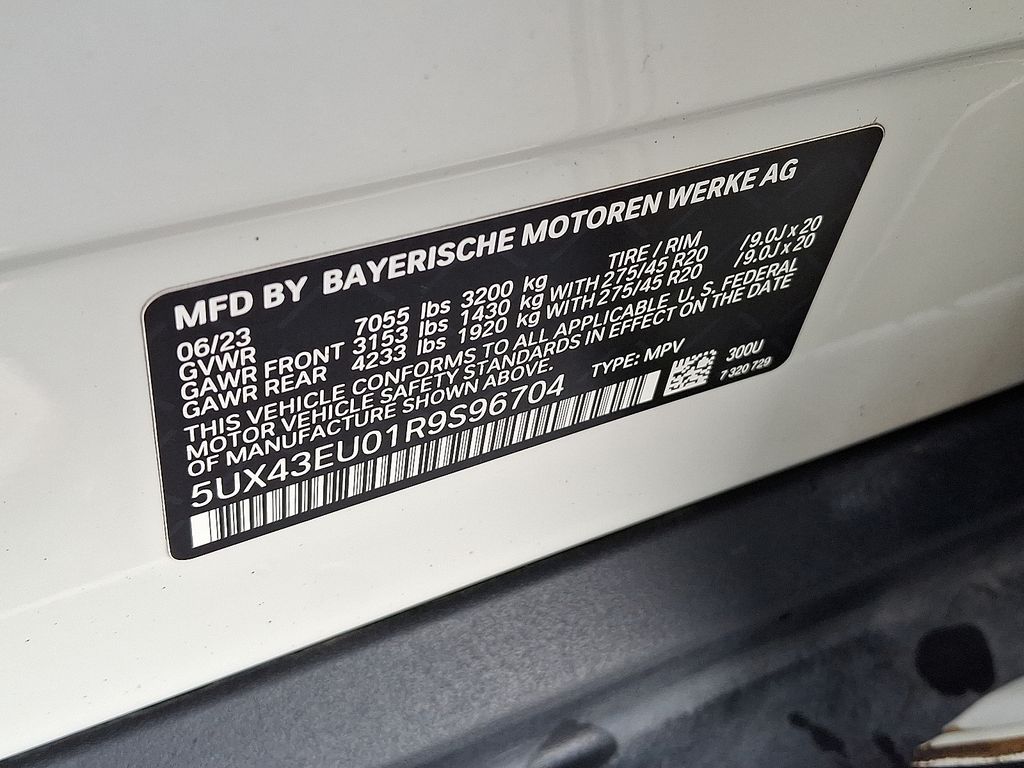 MFD BY BAYERISCHE MOTOREN WERKE AG
06/23 TIRE / RIM
GVWR 7055 lbs 3200 kg
GAWR FRONT 3153 lbs 1430 kg WITH 275/45 R20 /9.0J x 20
GAWR REAR 4233 lbs 1920 kg WITH 275/45 R20 /9.0J x 20
THIS VEHICLE CONFORMS TO ALL APPLICABLE U. S. FEDERAL
MOTOR VEHICLE SAFETY STANDARDS IN EFFECT ON THE DATE
OF MANUFACTURE SHOWN ABOVE.
TYPE: MPV 300U
5UX43EU01R9S96704 7 320 729